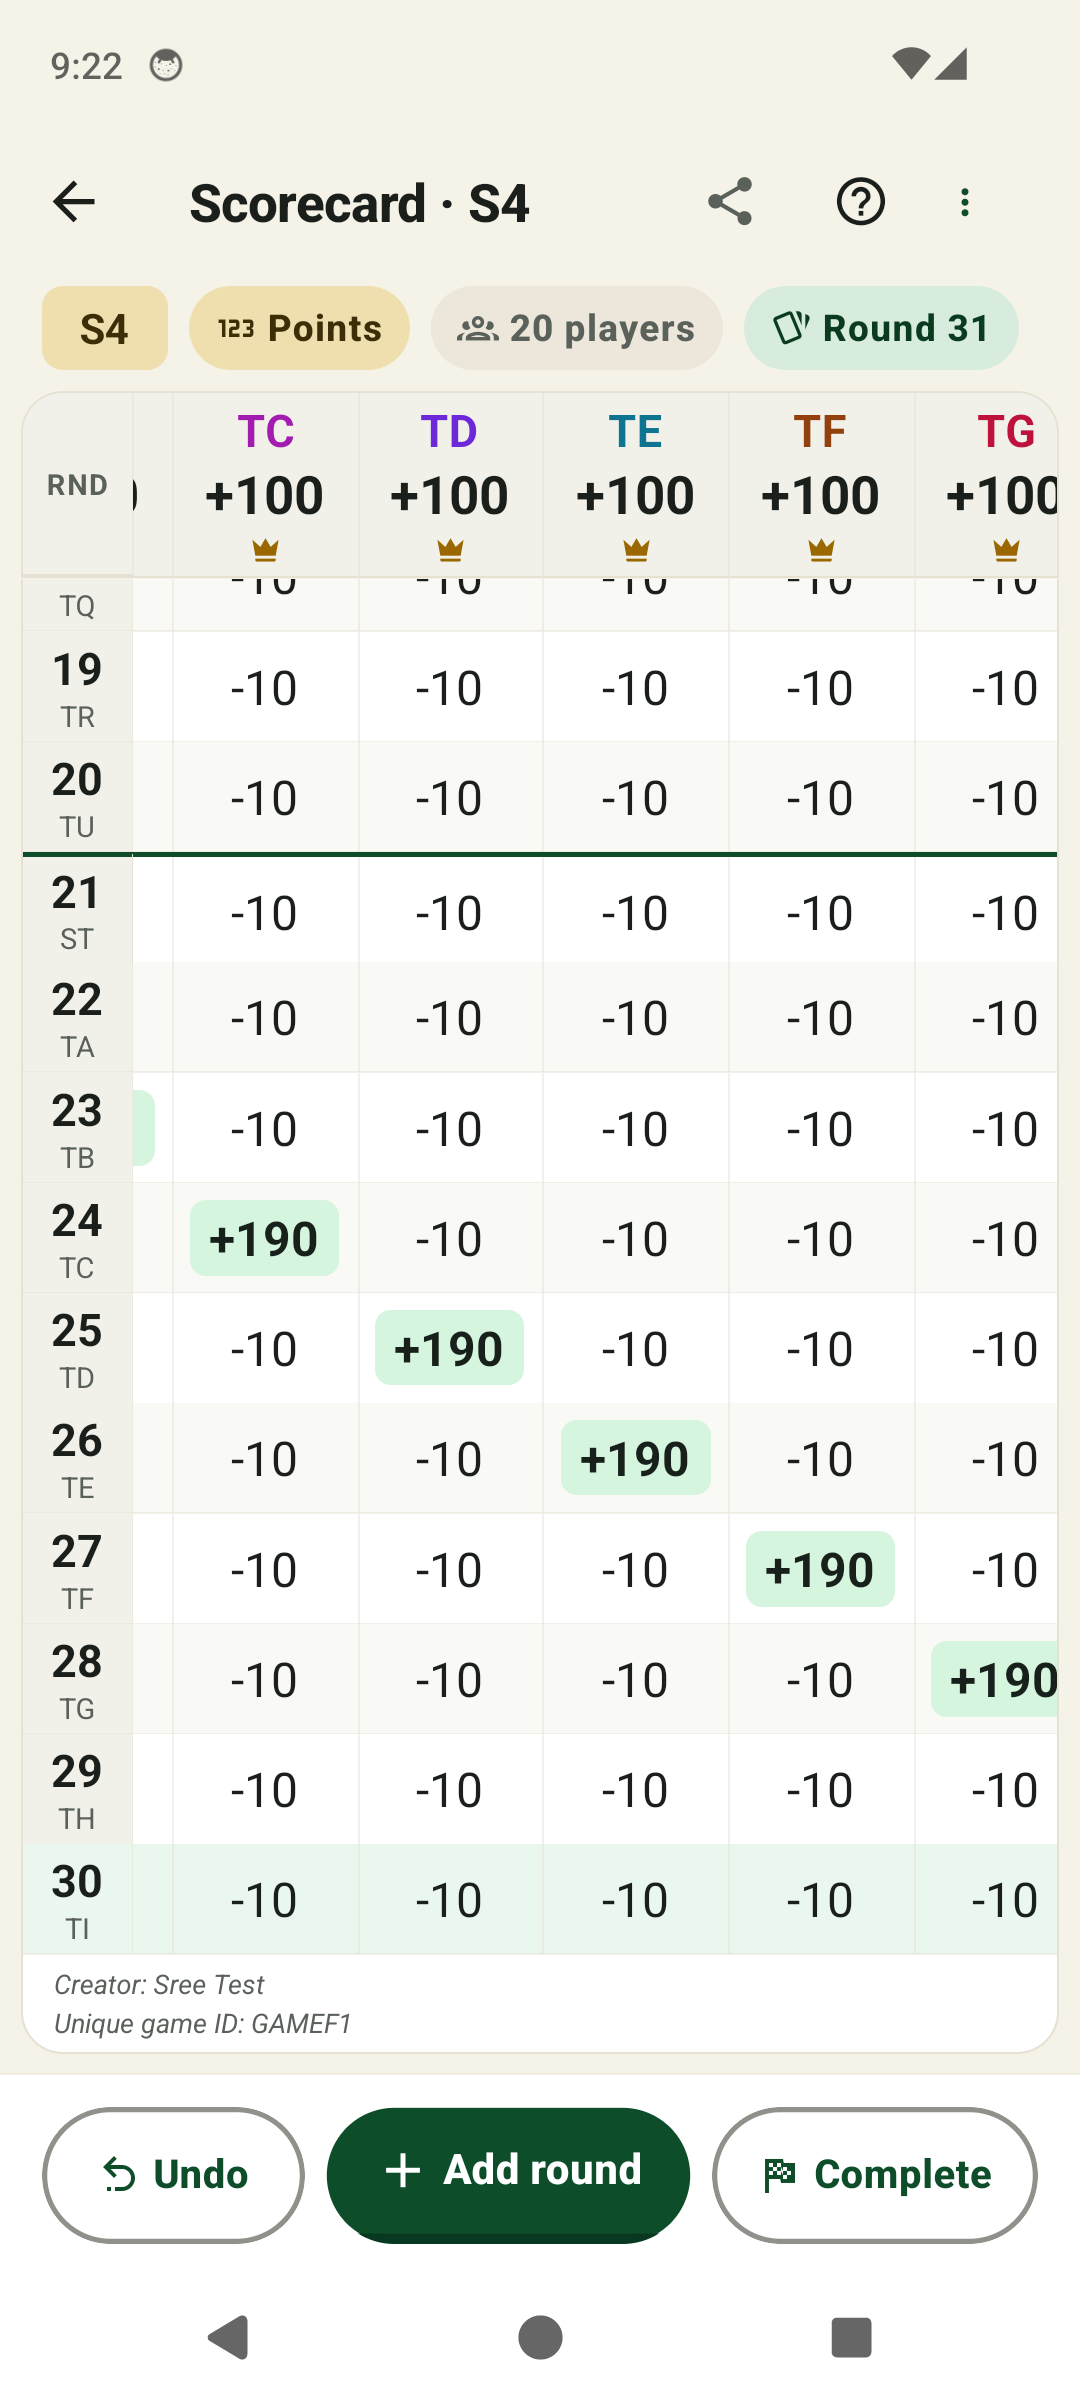 9:22
Scorecard · S4
S4 123 Points 20 players Round 31
RND TC TD TE TF TG
+100 +100 +100 +100 +100
-10 -10 -10 -10 -10
TQ
19 TR -10 -10 -10 -10 -10
20 TU -10 -10 -10 -10 -10
21 ST -10 -10 -10 -10 -10
22 TA -10 -10 -10 -10 -10
23 TB -10 -10 -10 -10 -10
24 TC +190 -10 -10 -10 -10
25 TD -10 +190 -10 -10 -10
26 TE -10 -10 +190 -10 -10
27 TF -10 -10 -10 +190 -10
28 TG -10 -10 -10 -10 +190
29 TH -10 -10 -10 -10 -10
30 TI -10 -10 -10 -10 -10
Creator: Sree Test
Unique game ID: GAMEF1
Undo Add round Complete